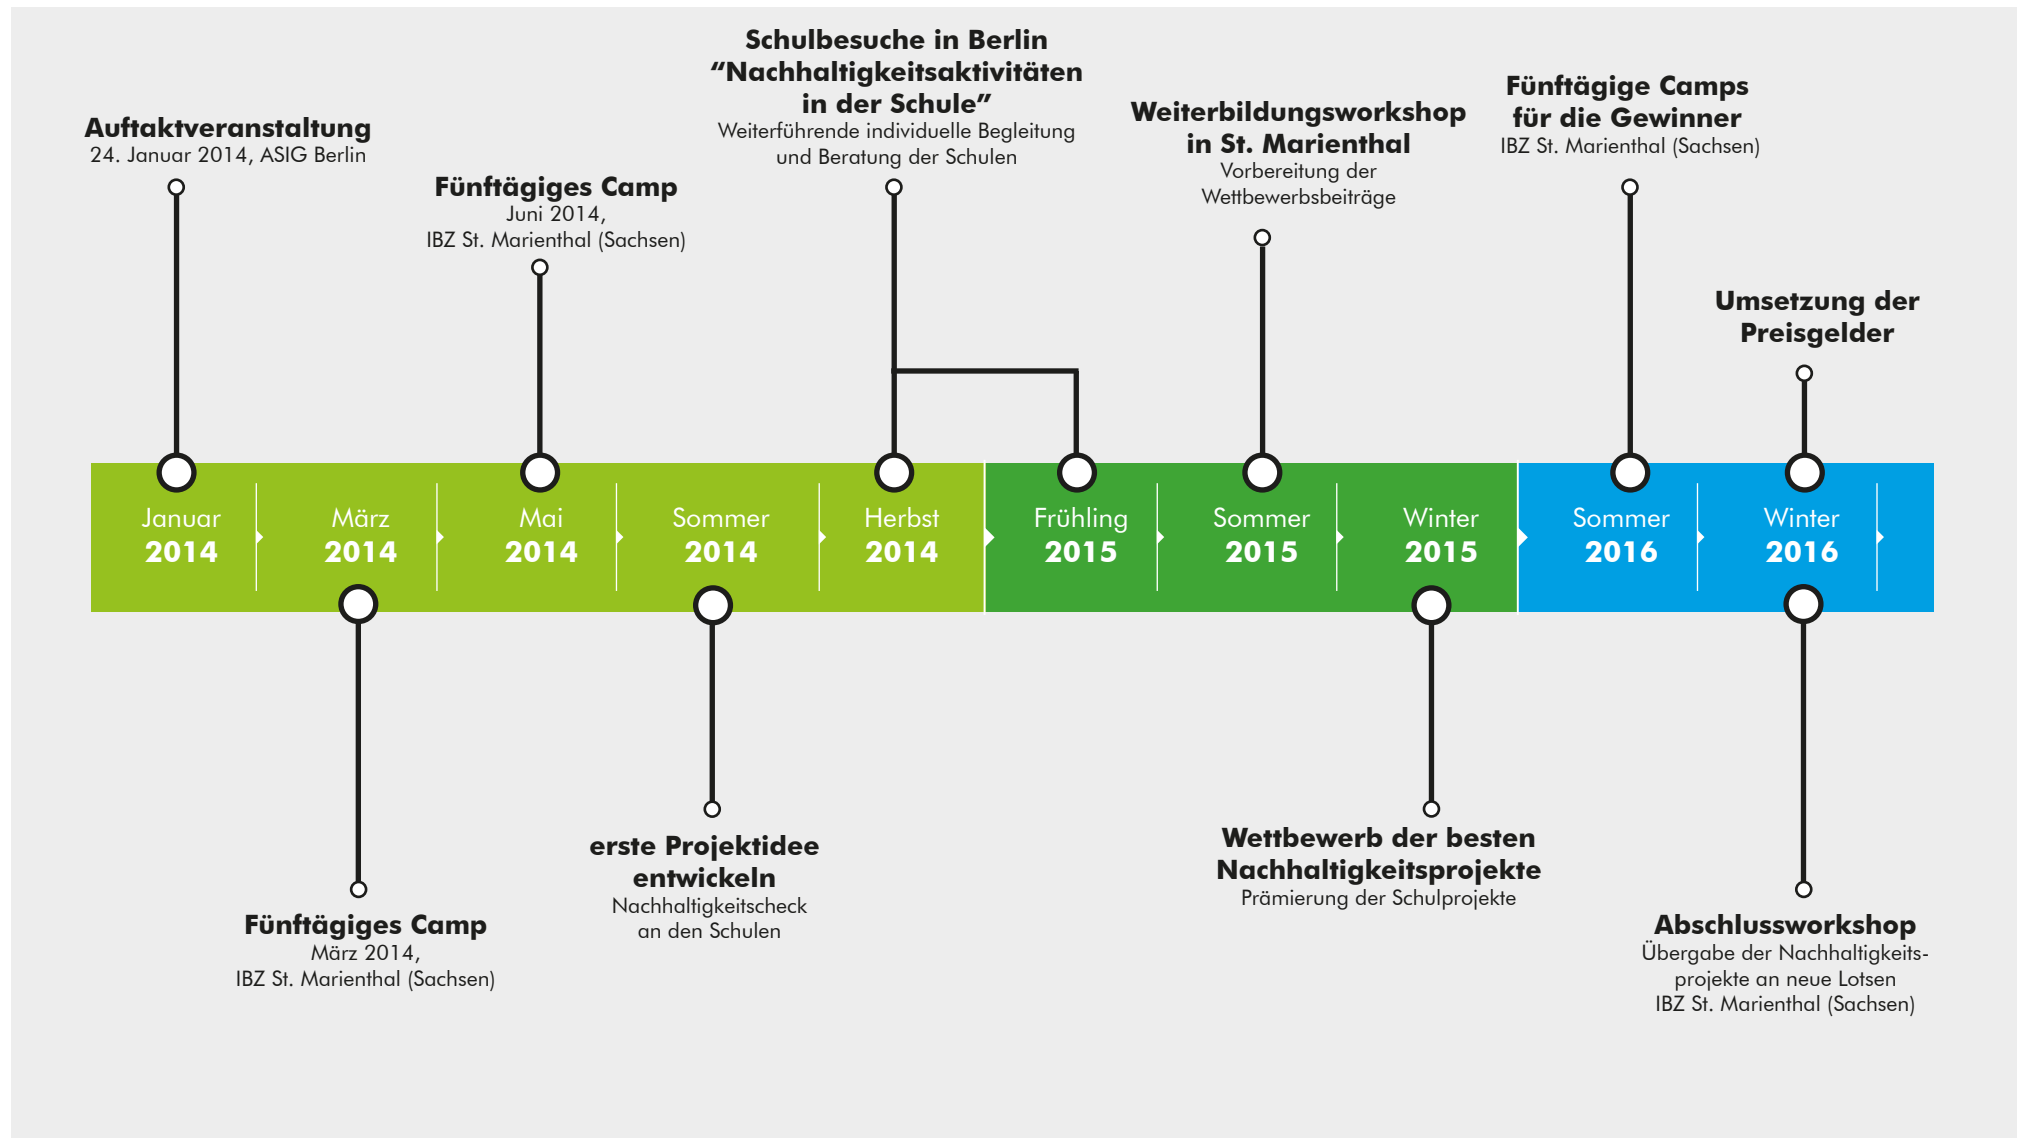 Auftaktveranstaltung
24. Januar 2014, ASIG Berlin
Fünftägiges Camp
Juni 2014,
IBZ St. Marienthal (Sachsen)
Schulbesuche in Berlin
“Nachhaltigkeitsaktivitäten
in der Schule”
Weiterführende individuelle Begleitung
und Beratung der Schulen
Weiterbildungsworkshop
in St. Marienthal
Vorbereitung der
Wettbewerbsbeiträge
Fünftägige Camps
für die Gewinner
IBZ St. Marienthal (Sachsen)
Umsetzung der
Preisgelder
Januar
2014
März
2014
Mai
2014
Sommer
2014
Herbst
2014
Frühling
2015
Sommer
2015
Winter
2015
Sommer
2016
Winter
2016
Fünftägiges Camp
März 2014,
IBZ St. Marienthal (Sachsen)
erste Projektidee
entwickeln
Nachhaltigkeitscheck
an den Schulen
Wettbewerb der besten
Nachhaltigkeitsprojekte
Prämierung der Schulprojekte
Abschlussworkshop
Übergabe der Nachhaltigkeits-
projekte an neue Lotsen
IBZ St. Marienthal (Sachsen)